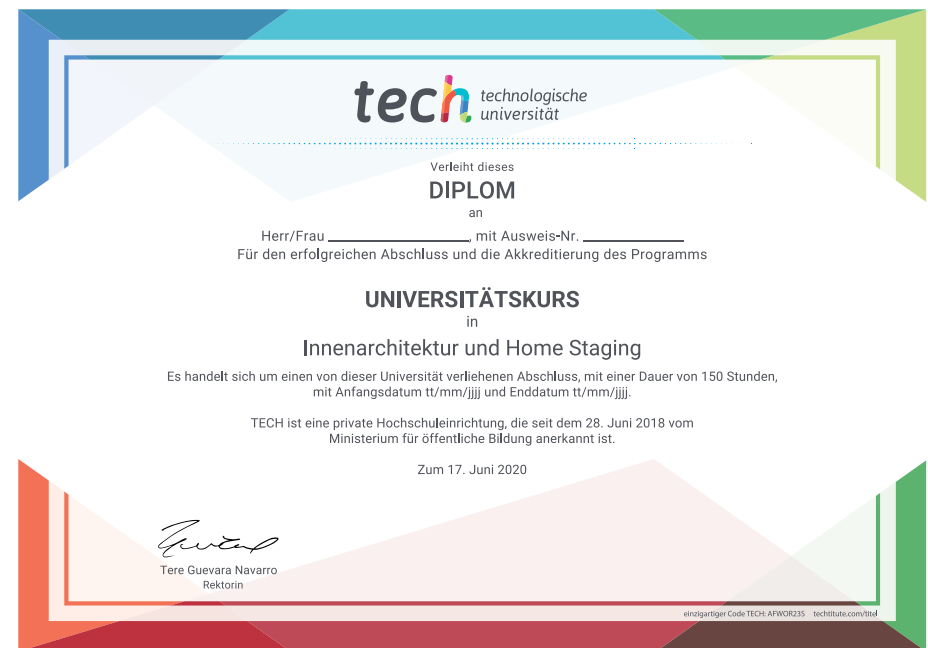 tech technologische
universität
Verleiht dieses
DIPLOM
an
Herr/Frau ____________________, mit Ausweis-Nr. ______________
Für den erfolgreichen Abschluss und die Akkreditierung des Programms
UNIVERSITÄTSKURS
in
Innenarchitektur und Home Staging
Es handelt sich um einen von dieser Universität verliehenen Abschluss, mit einer Dauer von 150 Stunden,
mit Anfangsdatum tt/mm/jjjj und Enddatum tt/mm/jjjj.
TECH ist eine private Hochschuleinrichtung, die seit dem 28. Juni 2018 vom
Ministerium für öffentliche Bildung anerkannt ist.
Zum 17. Juni 2020
Tere Guevara Navarro
Rektorin
einzigartiger Code TECH: AFWOR23S techtitute.com/titel